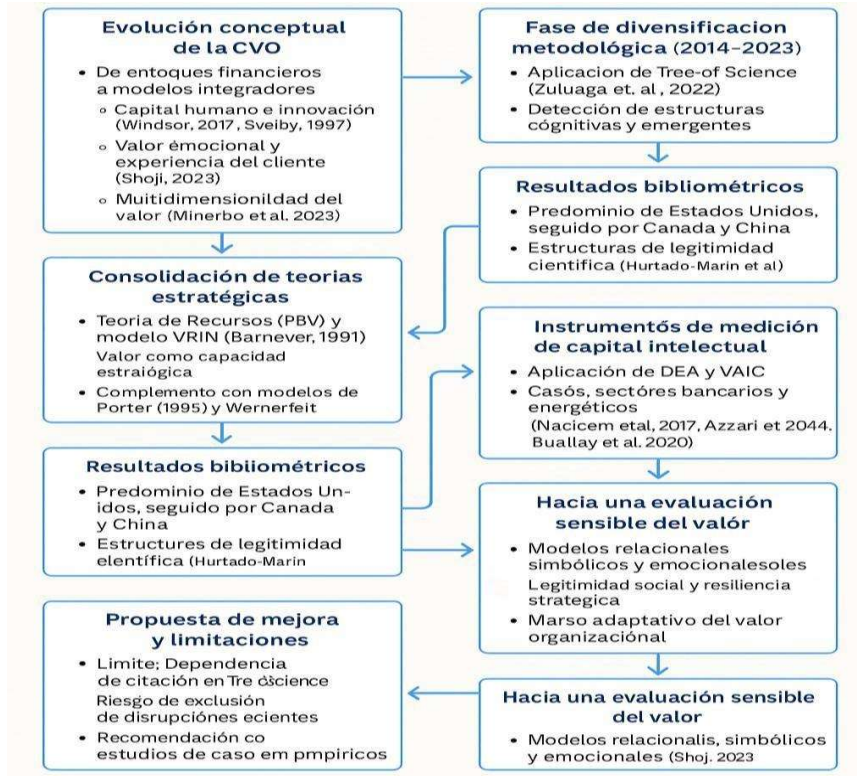 Evolución conceptual
de la CVO
• De entoques financieros
a modelos integradores
o Capital humano e innovación
(Windsor, 2017, Sveiby, 1997)
o Valor émocional y
experiencia del cliente
(Shoji, 2023)
o Muitidimensionildad del
valor (Minerbo et al. 2023)
Consolidación de teorias
estratégicas
• Teoria de Recursos (PBV) y
modelo VRIN (Barnever, 1991)
Valor como capacidad
estraiógica
• Complemento con modelos de
Porter (1995) y Wernerfeit
Resultados bibiiométricos
• Predominio de Estados Un-
idos, seguido por Canada
y China
• Estructures de legitimidad
elentífica (Hurtado-Marin
Propuesta de mejora
y limitaciones
• Limite; Dependencia
de citación en Tre òścience
Riesgo de exclusión
de disrupciónes ecientes
• Recomendación co
estudios de caso em pmpiricos
Fase de diversificacion
metodológica (2014–2023)
• Aplicacion de Tree-of Science
(Zuluaga et. al , 2022)
• Detección de estructuras
cógnitivas y emergentes
Resultados bibliométricos
• Predominio de Estados Unidos,
seguido por Canada y China
• Estructuras de legitimidad
cientifica (Hurtado-Marin et al)
Instrumentős de medición
de capital intelectual
• Aplicación de DEA y VAIC
• Casós, sectóres bancarios y
energéticos
(Nacicem etal, 2017, Azzari et 2044.
Buallay et al. 2020)
Hacia una evaluación
sensible del valór
• Modelos relacionales
simbólicos y emocionalesoles
Legitimidad social y resiliencia
strategica
• Marso adaptativo del valor
organizaciónal
Hacia una evaluación sensible
del valor
• Modelos relacionalis, simbólicos
y emocionales (Shoj. 2023